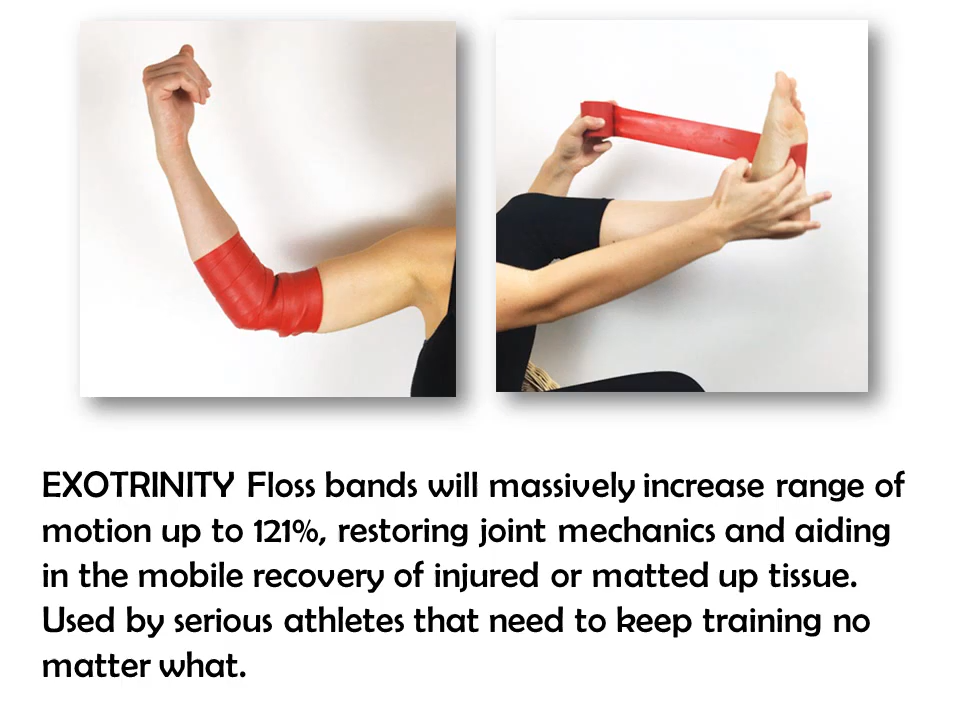 EXOTRINITY Floss bands will massively increase range of
motion up to 121%, restoring joint mechanics and aiding
in the mobile recovery of injured or matted up tissue.
Used by serious athletes that need to keep training no
matter what.